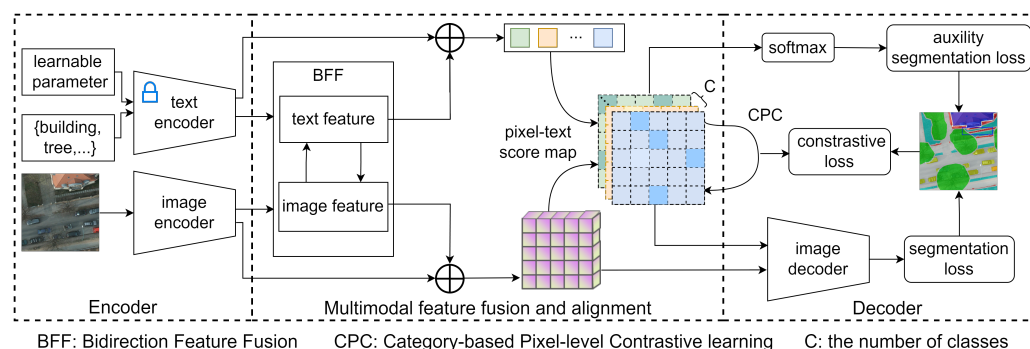 learnable
parameter
{building,
tree,...}
text
encoder
image
encoder
Encoder
BFF
text feature
image feature
...
pixel-text
score map
C
CPC
Multimodal feature fusion and alignment
softmax
auxility
segmentation loss
constrastive
loss
image
decoder
segmentation
loss
Decoder
BFF: Bidirection Feature Fusion
CPC: Category-based Pixel-level Contrastive learning
C: the number of classes